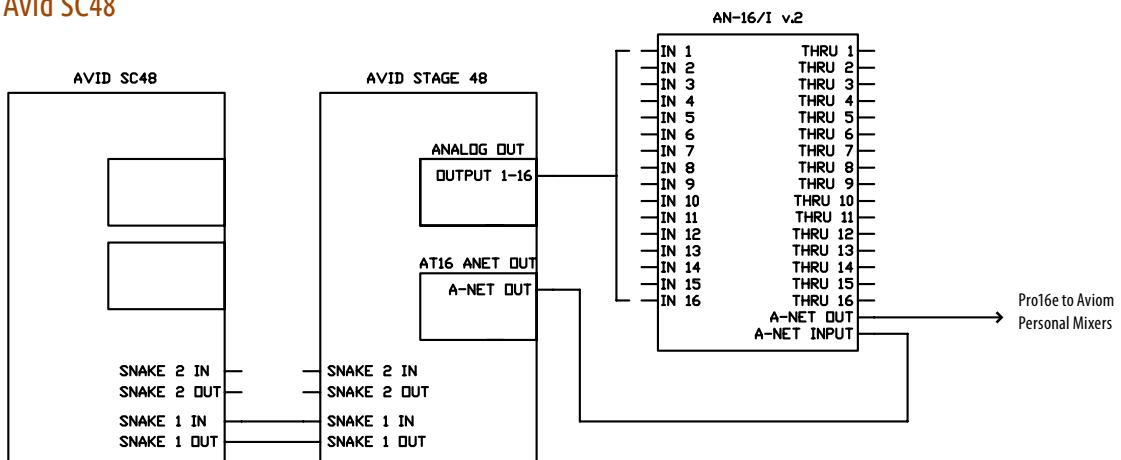 Avid SC48
AN-16/I v.2
AVID SC48
AVID STAGE 48
ANALOG OUT
OUTPUT 1-16
AT16 ANET OUT
A-NET OUT
SNAKE 2 IN
SNAKE 2 OUT
SNAKE 1 IN
SNAKE 1 OUT
SNAKE 2 IN
SNAKE 2 OUT
SNAKE 1 IN
SNAKE 1 OUT
IN 1 THRU 1
IN 2 THRU 2
IN 3 THRU 3
IN 4 THRU 4
IN 5 THRU 5
IN 6 THRU 6
IN 7 THRU 7
IN 8 THRU 8
IN 9 THRU 9
IN 10 THRU 10
IN 11 THRU 11
IN 12 THRU 12
IN 13 THRU 13
IN 14 THRU 14
IN 15 THRU 15
IN 16 THRU 16
A-NET OUT
A-NET INPUT
Pro16e to Aviom
Personal Mixers